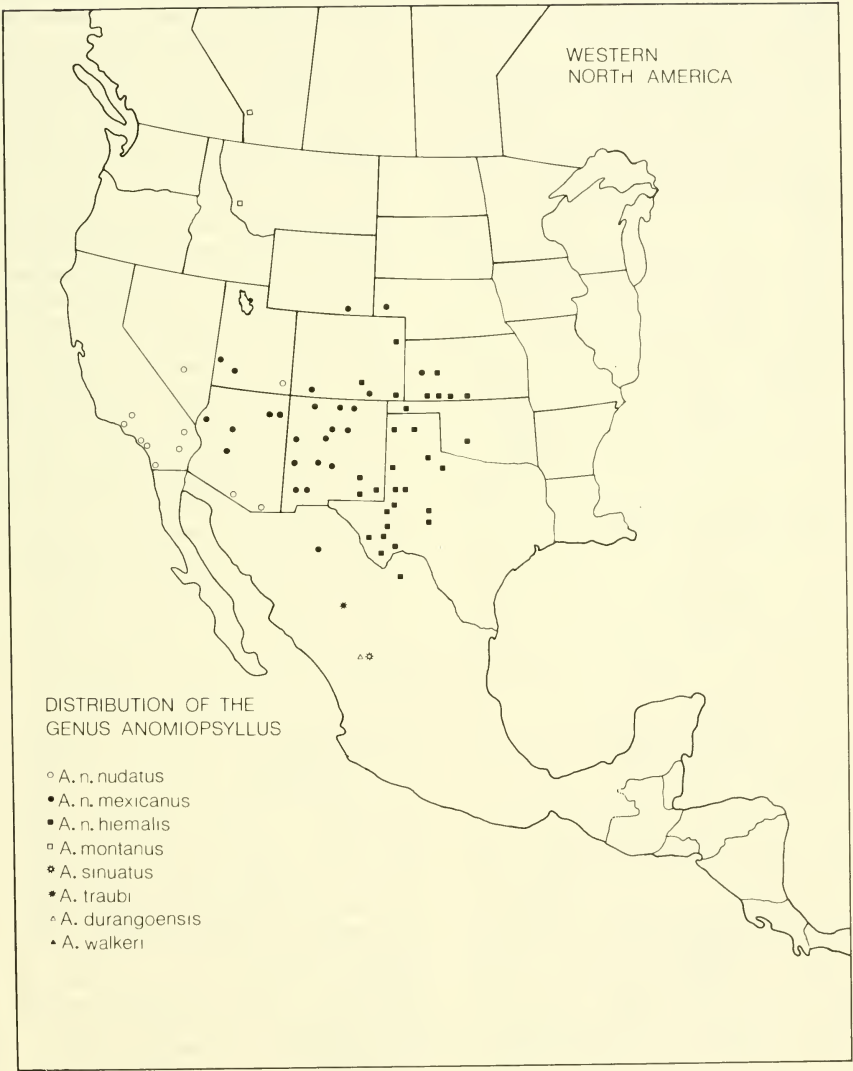 WESTERN
NORTH AMERICA
DISTRIBUTION OF THE
GENUS ANOMIOPSYLLUS
A. n. nudatus
A. n. mexicanus
A. n. hiemalis
A. montanus
A. sinuatus
A. traubi
A. durangoensis
A. walkeri